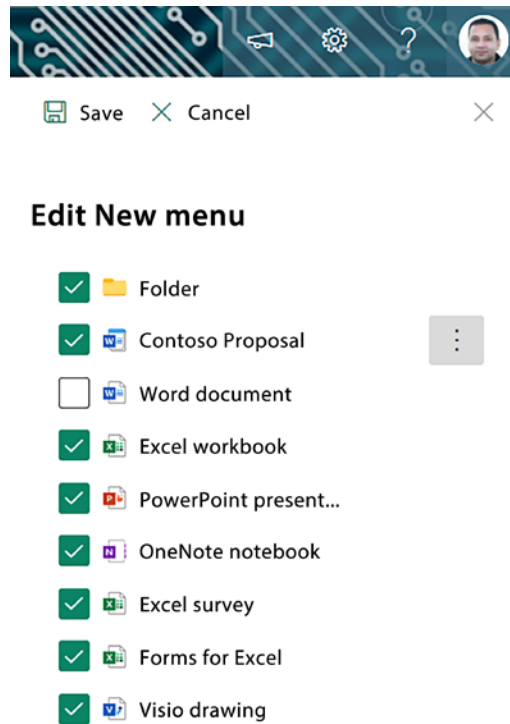 Save Cancel
Edit New menu
Folder
Contoso Proposal
Word document
Excel workbook
PowerPoint present...
OneNote notebook
Excel survey
Forms for Excel
Visio drawing